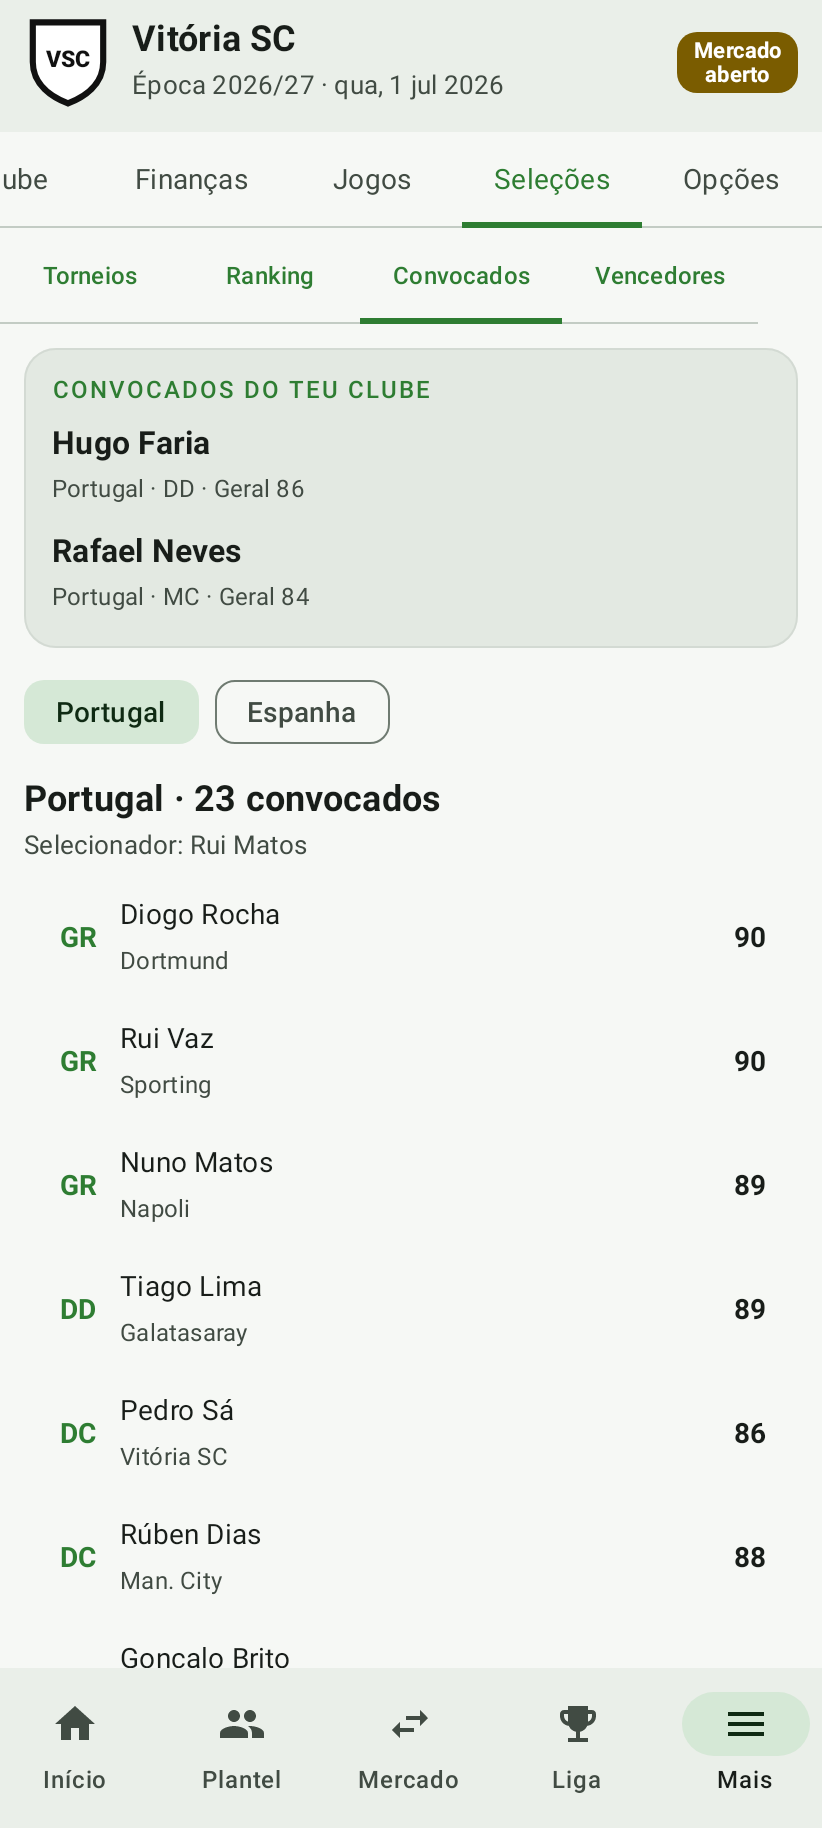 VSC
Vitória SC
Época 2026/27 · qua, 1 jul 2026
Mercado
aberto
ube
Finanças
Jogos
Seleções
Opções
Torneios
Ranking
Convocados
Vencedores
CONVOCADOS DO TEU CLUBE
Hugo Faria
Portugal · DD · Geral 86
Rafael Neves
Portugal · MC · Geral 84
Portugal
Espanha
Portugal · 23 convocados
Selecionador: Rui Matos
GR
Diogo Rocha
Dortmund
90
GR
Rui Vaz
Sporting
90
GR
Nuno Matos
Napoli
89
DD
Tiago Lima
Galatasaray
89
DC
Pedro Sá
Vitória SC
86
DC
Rúben Dias
Man. City
88
Goncalo Brito
Início
Plantel
Mercado
Liga
Mais